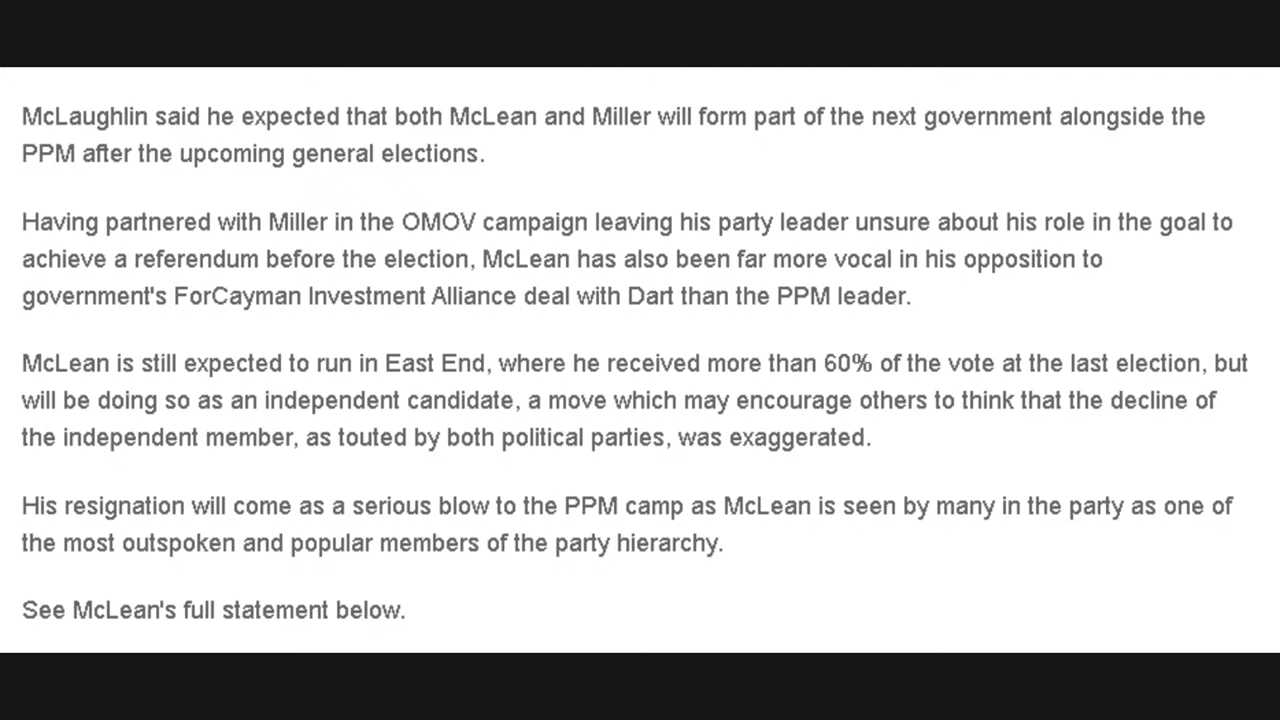 McLaughlin said he expected that both McLean and Miller will form part of the next government alongside the
PPM after the upcoming general elections.
Having partnered with Miller in the OMOV campaign leaving his party leader unsure about his role in the goal to
achieve a referendum before the election, McLean has also been far more vocal in his opposition to
government's ForCayman Investment Alliance deal with Dart than the PPM leader.
McLean is still expected to run in East End, where he received more than 60% of the vote at the last election, but
will be doing so as an independent candidate, a move which may encourage others to think that the decline of
the independent member, as touted by both political parties, was exaggerated.
His resignation will come as a serious blow to the PPM camp as McLean is seen by many in the party as one of
the most outspoken and popular members of the party hierarchy.
See McLean's full statement below.